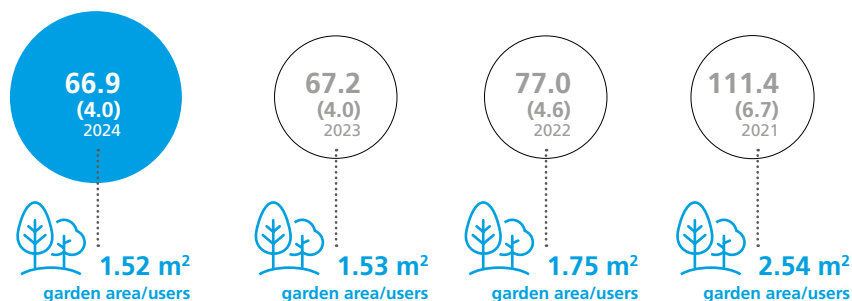 66.9
(4.0)
2024
1.52 m²
garden area/users
67.2
(4.0)
2023
1.53 m²
garden area/users
77.0
(4.6)
2022
1.75 m²
garden area/users
111.4
(6.7)
2021
2.54 m²
garden area/users